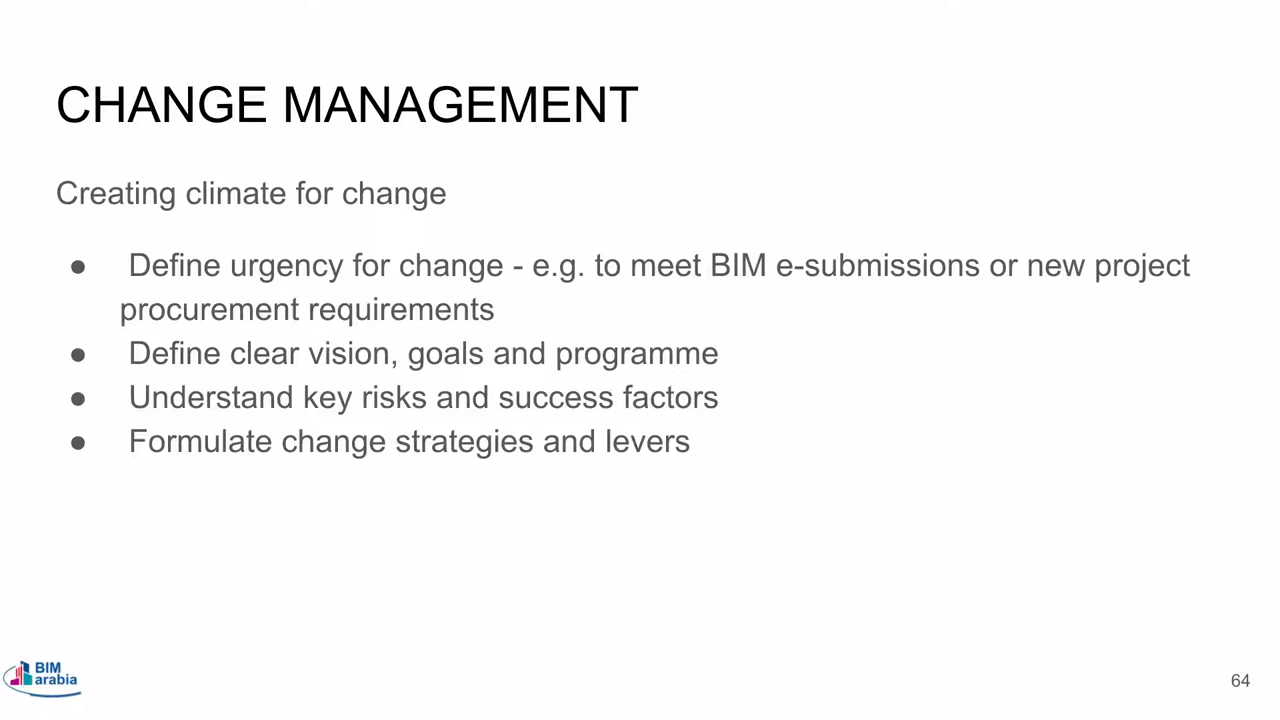 CHANGE MANAGEMENT
Creating climate for change
● Define urgency for change - e.g. to meet BIM e-submissions or new project
procurement requirements
● Define clear vision, goals and programme
● Understand key risks and success factors
● Formulate change strategies and levers
BIM
arabia
64